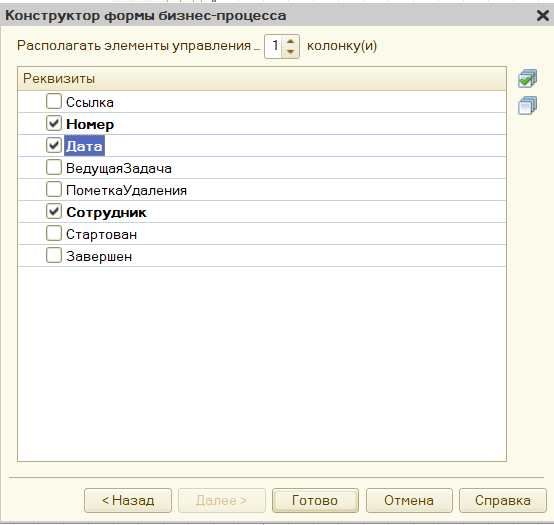 Конструктор формы бизнес-процесса
Располагать элементы управления ... 1 колонку(и)
Реквизиты
Ссылка
Номер
Дата
ВедущаяЗадача
ПометкаУдаления
Сотрудник
Стартован
Завершен
< Назад Далее > Готово Отмена Справка